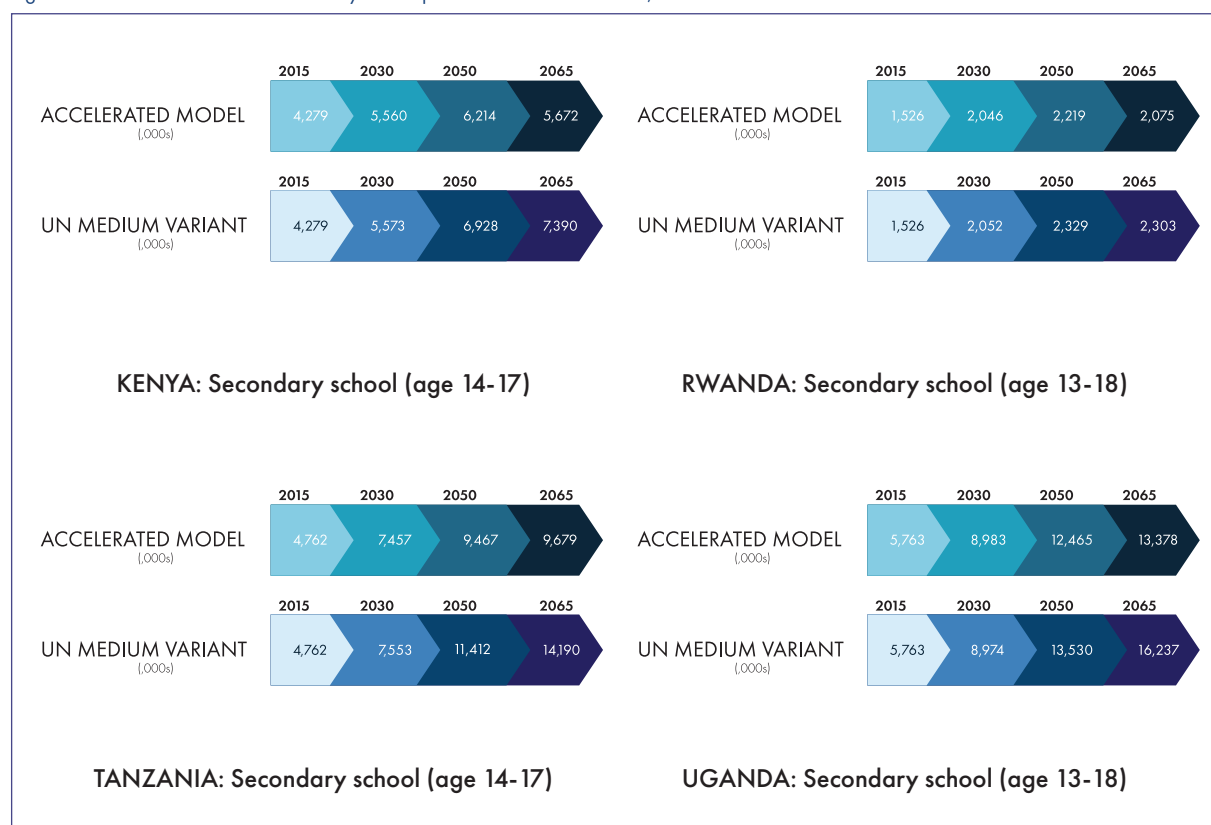 2015 2030 2050 2065
ACCELERATED MODEL 4,279 5,560 6,214 5,672
(,000s)
2015 2030 2050 2065
UN MEDIUM VARIANT 4,279 5,573 6,928 7,390
(,000s)
KENYA: Secondary school (age 14-17)
2015 2030 2050 2065
ACCELERATED MODEL 1,526 2,046 2,219 2,075
(,000s)
2015 2030 2050 2065
UN MEDIUM VARIANT 1,526 2,052 2,329 2,303
(,000s)
RWANDA: Secondary school (age 13-18)
2015 2030 2050 2065
ACCELERATED MODEL 4,762 7,457 9,467 9,679
(,000s)
2015 2030 2050 2065
UN MEDIUM VARIANT 4,762 7,553 11,412 14,190
(,000s)
TANZANIA: Secondary school (age 14-17)
2015 2030 2050 2065
ACCELERATED MODEL 5,763 8,983 12,465 13,378
(,000s)
2015 2030 2050 2065
UN MEDIUM VARIANT 5,763 8,974 13,530 16,237
(,000s)
UGANDA: Secondary school (age 13-18)